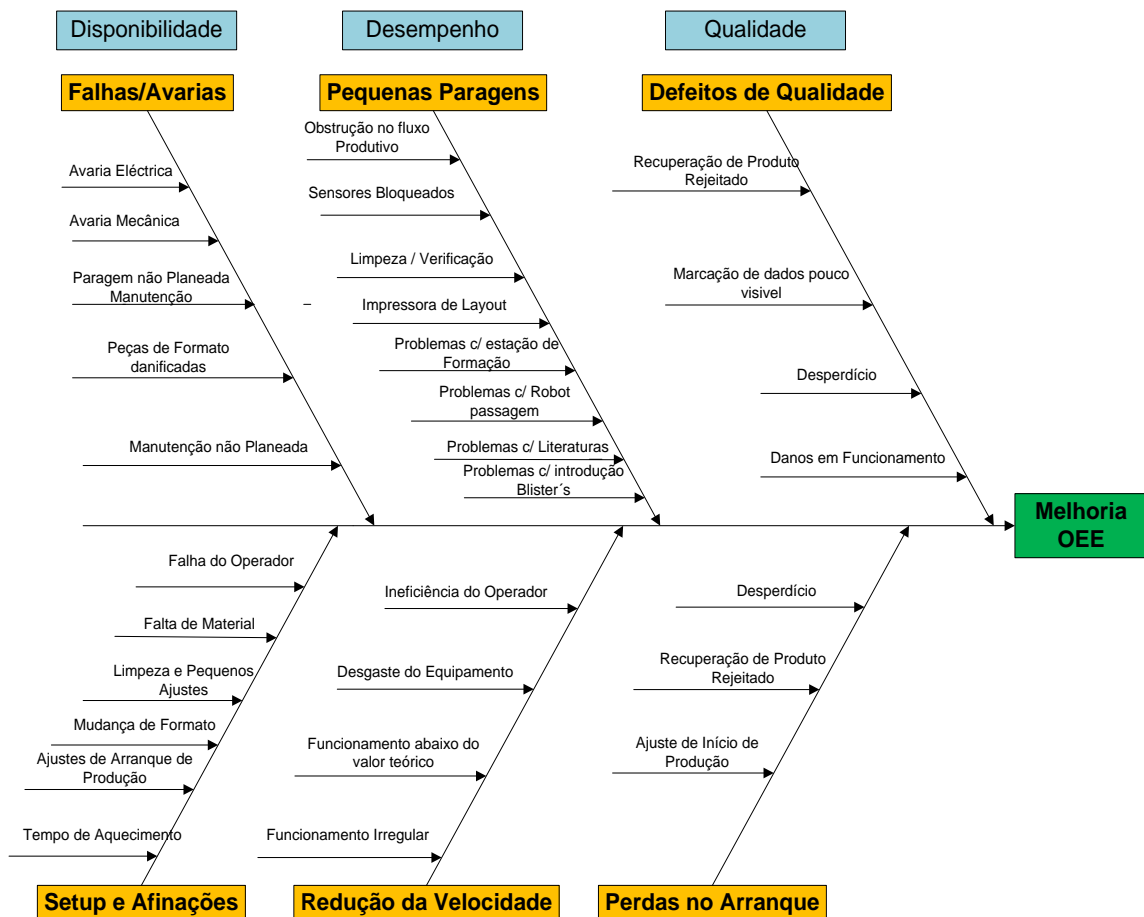 Disponibilidade
Desempenho
Qualidade
Falhas/Avarias
Pequenas Paragens
Defeitos de Qualidade
Avaria Eléctrica
Avaria Mecânica
Paragem não Planeada
Manutenção
Peças de Formato
danificadas
Manutenção não Planeada
Obstrução no fluxo
Produtivo
Sensores Bloqueados
Limpeza / Verificação
Impressora de Layout
Problemas c/ estação de
Formação
Problemas c/ Robot
passagem
Problemas c/ Literaturas
Problemas c/ introdução
Blister´s
Recuperação de Produto
Rejeitado
Marcação de dados pouco
visivel
Desperdício
Danos em Funcionamento
Melhoria
OEE
Falha do Operador
Falta de Material
Limpeza e Pequenos
Ajustes
Mudança de Formato
Ajustes de Arranque de
Produção
Tempo de Aquecimento
Ineficiência do Operador
Desgaste do Equipamento
Funcionamento abaixo do
valor teórico
Funcionamento Irregular
Desperdício
Recuperação de Produto
Rejeitado
Ajuste de Início de
Produção
Setup e Afinações
Redução da Velocidade
Perdas no Arranque